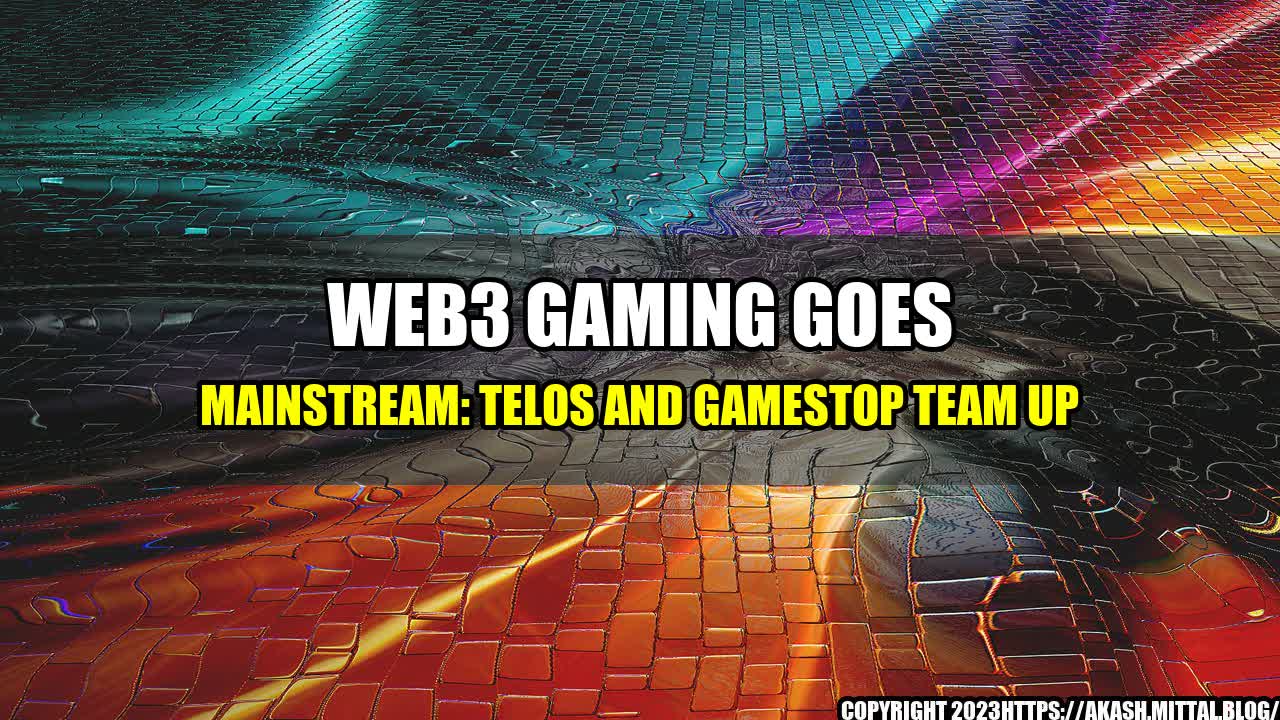 WEB3 GAMING GOES
MAINSTREAM: TELOS AND GAMESTOP TEAM UP
COPYRIGHT 2023HTTPS://AKASH.MITTAL.BLOG/